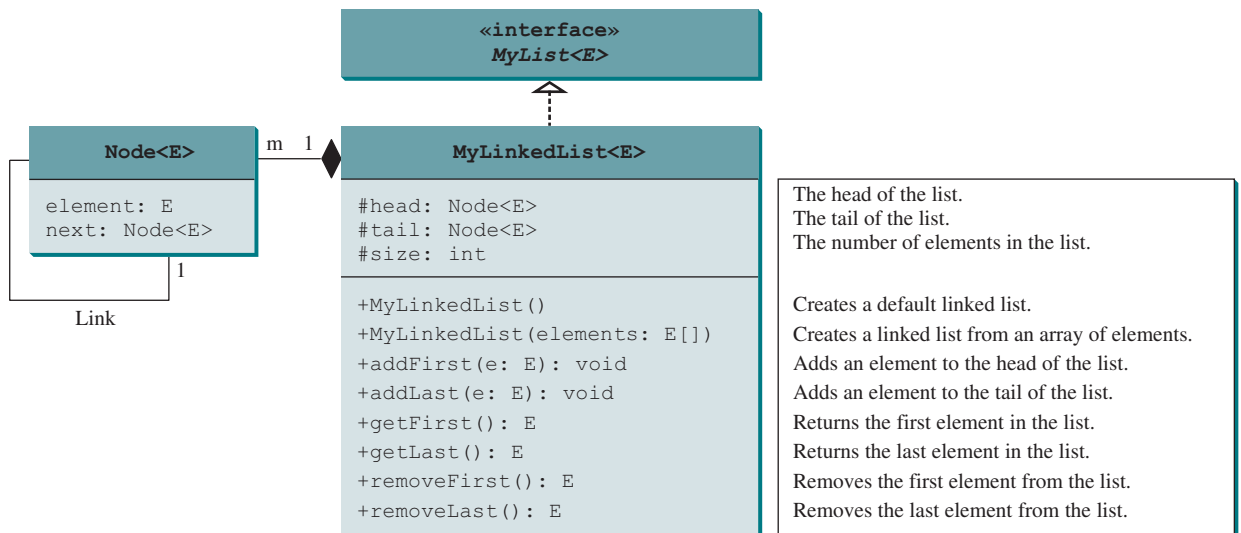 «interface»
MyList<E>
Node<E>
m 1
MyLinkedList<E>
element: E
next: Node<E>
1
Link
#head: Node<E>
#tail: Node<E>
#size: int
The head of the list.
The tail of the list.
The number of elements in the list.
+MyLinkedList()
+MyLinkedList(elements: E[])
+addFirst(e: E): void
+addLast(e: E): void
+getFirst(): E
+getLast(): E
+removeFirst(): E
+removeLast(): E
Creates a default linked list.
Creates a linked list from an array of elements.
Adds an element to the head of the list.
Adds an element to the tail of the list.
Returns the first element in the list.
Returns the last element in the list.
Removes the first element from the list.
Removes the last element from the list.